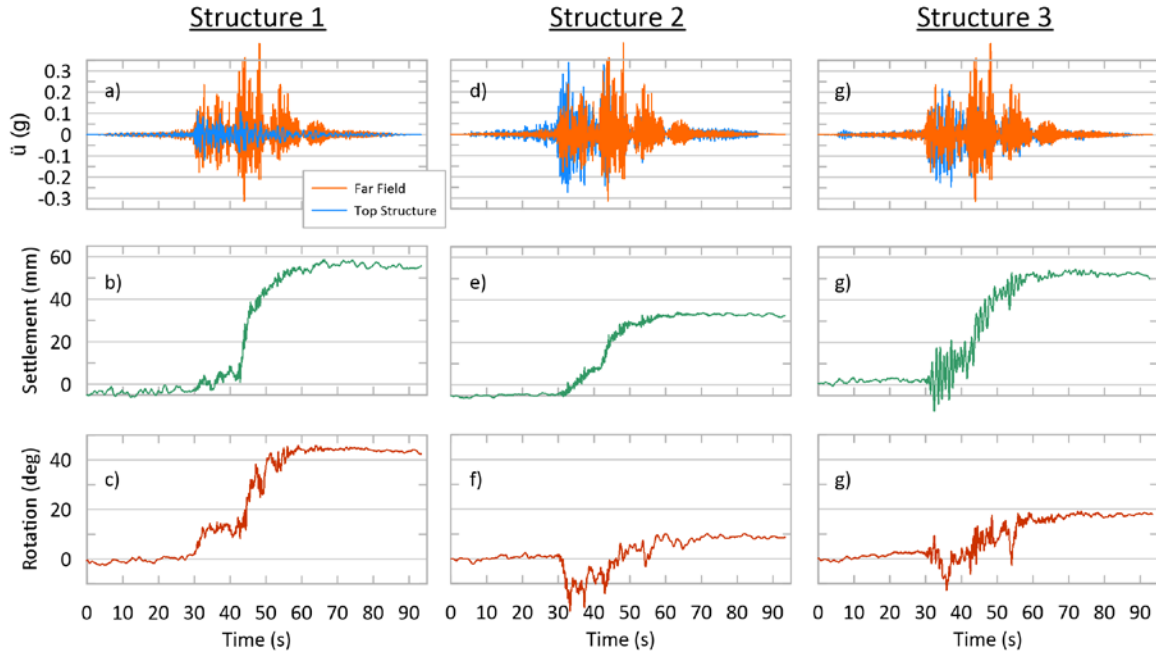 Structure 1 Structure 2 Structure 3
ü (g)
0.3
0.2
0.1
0
-0.1
-0.2
-0.3
a) d) g)
Far Field
Top Structure
Settlement (mm)
60
40
20
0
b) e) g)
Rotation (deg)
40
20
0
c) f) g)
0 10 20 30 40 50 60 70 80 90 0 10 20 30 40 50 60 70 80 90 0 10 20 30 40 50 60 70 80 90
Time (s) Time (s) Time (s)